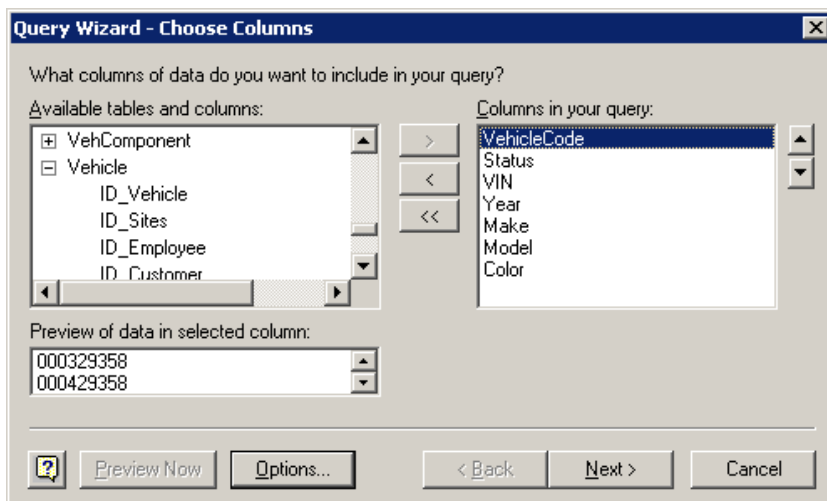 Query Wizard - Choose Columns
What columns of data do you want to include in your query?
Available tables and columns:
VehComponent
Vehicle
ID_Vehicle
ID_Sites
ID_Employee
ID_Customer
>
<
<<
Columns in your query:
VehicleCode
Status
VIN
Year
Make
Model
Color
Preview of data in selected column:
000329358
000429358
?
Preview Now
Options...
< Back
Next >
Cancel